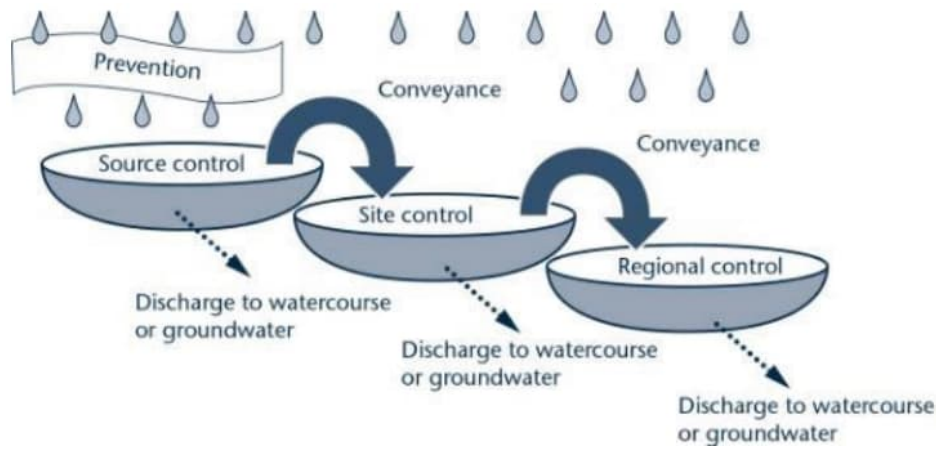 Prevention
Conveyance
Conveyance
Source control
Site control
Regional control
Discharge to watercourse
or groundwater
Discharge to watercourse
or groundwater
Discharge to watercourse
or groundwater